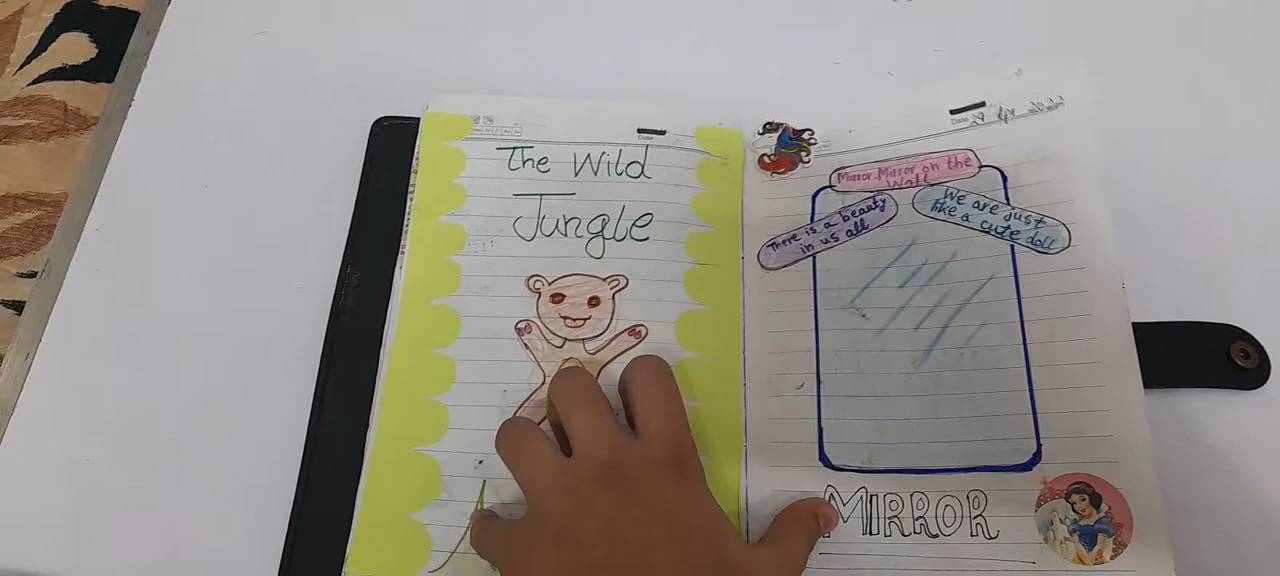 The Wild
Jungle
Date
Mirror-Mirror on the
Wall
There is a beauty
in us all
We are just
like a cute doll
MIRROR